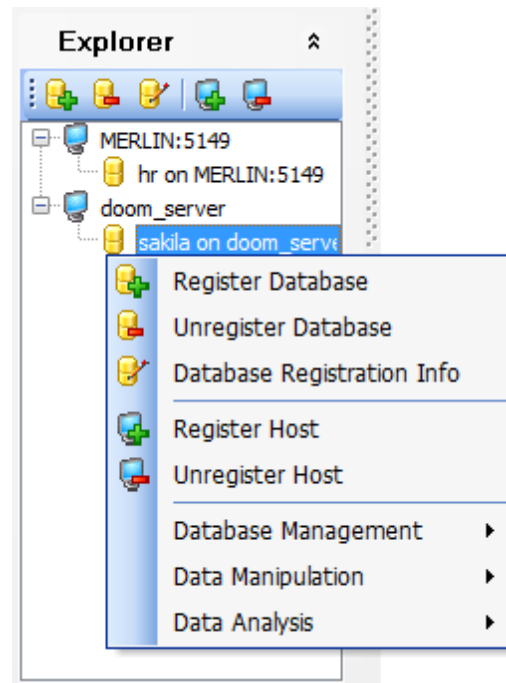 Explorer
MERLIN:5149
hr on MERLIN:5149
doom_server
sakila on doom_serve
Register Database
Unregister Database
Database Registration Info
Register Host
Unregister Host
Database Management
Data Manipulation
Data Analysis